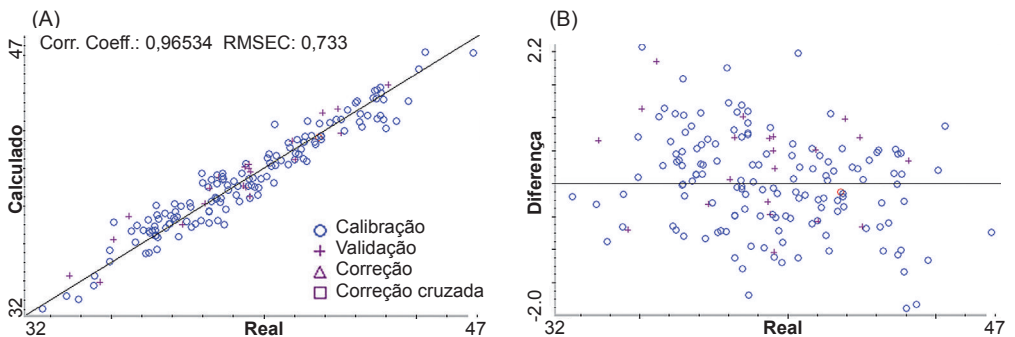 (A)
Corr. Coeff.: 0,96534 RMSEC: 0,733
47
Calculado
32
Calibração
Validação
Correção
Correção cruzada
32
Real
47
(B)
2.2
Diferença
-2.0
32
Real
47